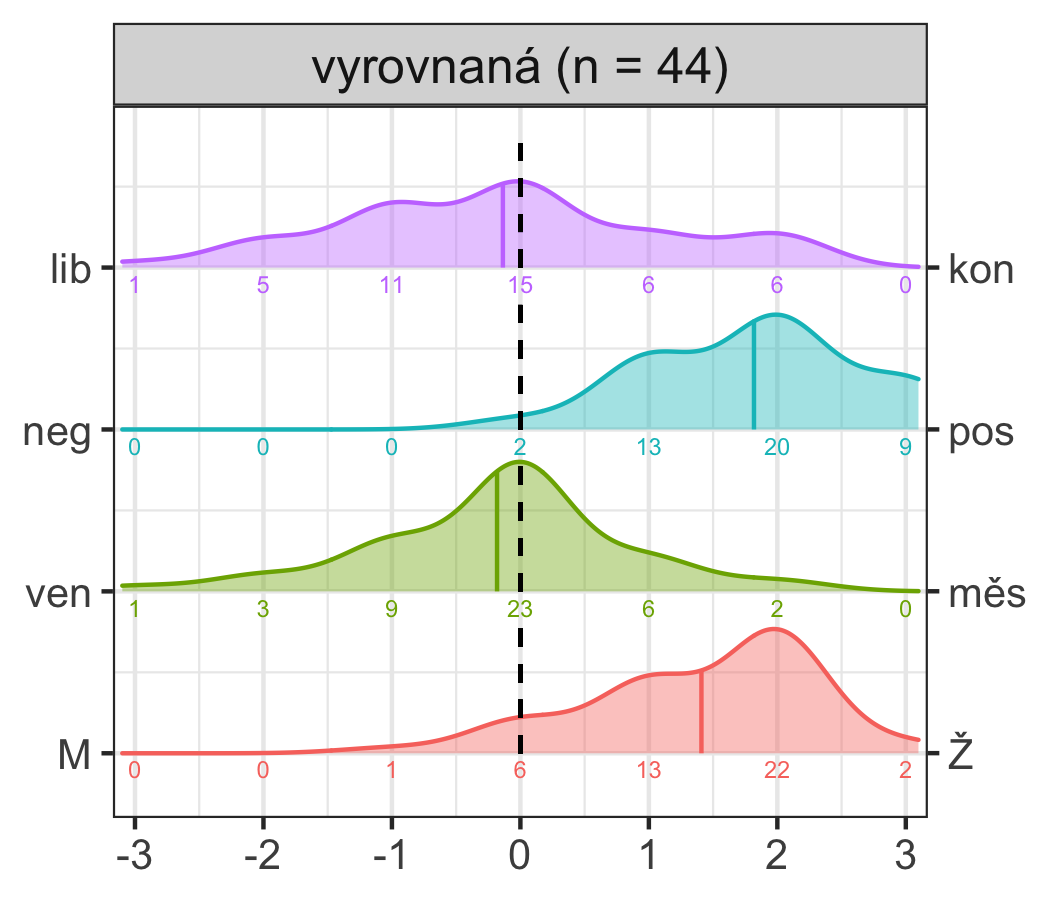 vyrovnaná (n = 44)
lib kon
1 5 11 15 6 6 0
neg pos
0 0 0 2 13 20 9
ven měs
1 3 9 23 6 2 0
M Ž
0 0 1 6 13 22 2
-3 -2 -1 0 1 2 3